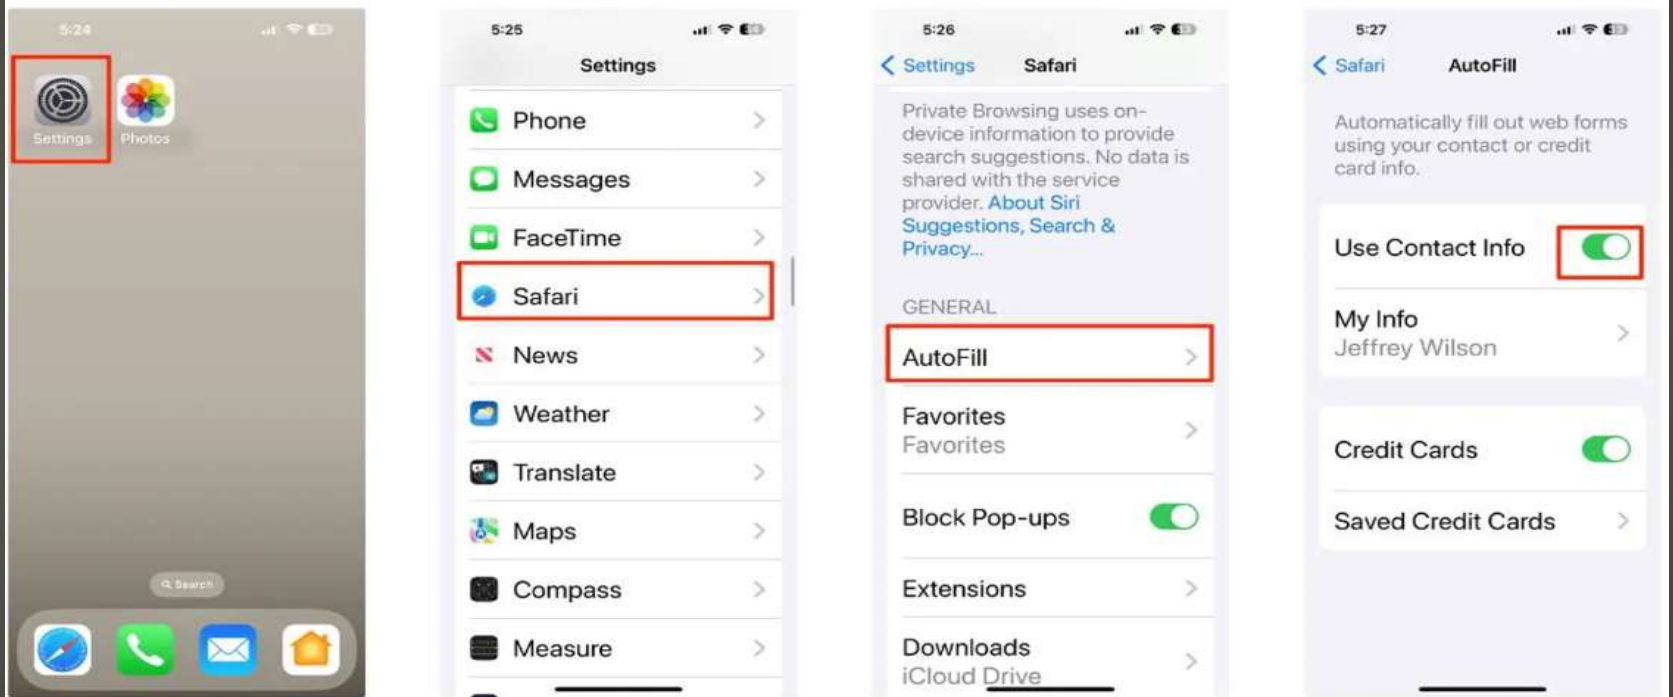 5:24
Settings
Photos
Search
5:25
Settings
Phone
Messages
FaceTime
Safari
News
Weather
Translate
Maps
Compass
Measure
5:26
Settings
Safari
Private Browsing uses on-
device information to provide
search suggestions. No data is
shared with the service
provider. About Siri
Suggestions, Search &
Privacy...
GENERAL
AutoFill
Favorites
Favorites
Block Pop-ups
Extensions
Downloads
iCloud Drive
5:27
Safari
AutoFill
Automatically fill out web forms
using your contact or credit
card info.
Use Contact Info
My Info
Jeffrey Wilson
Credit Cards
Saved Credit Cards